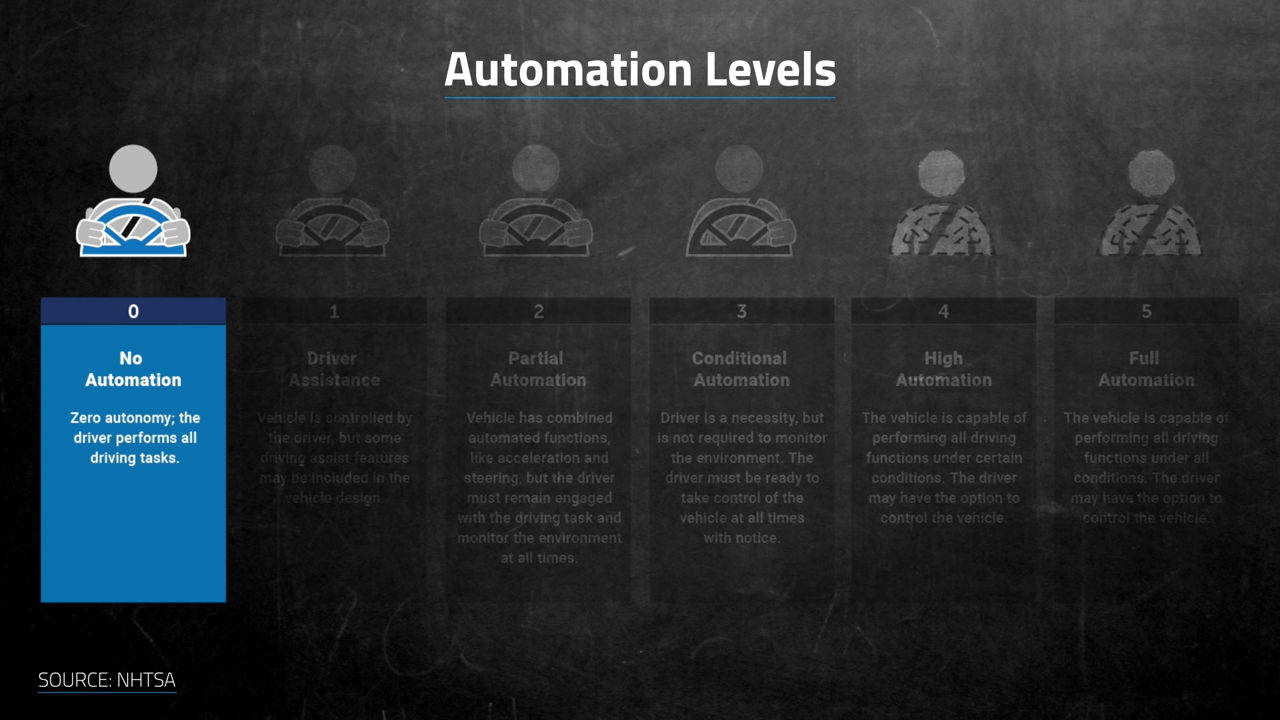 Automation Levels
0
No
Automation
Zero autonomy; the
driver performs all
driving tasks.
1
Driver
Assistance
Vehicle is controlled by
the driver, but some
driving assist features
may be included in the
vehicle design.
2
Partial
Automation
Vehicle has combined
automated functions,
like acceleration and
steering, but the driver
must remain engaged
with the driving task and
monitor the environment
at all times.
3
Conditional
Automation
Driver is a necessity, but
is not required to monitor
the environment. The
driver must be ready to
take control of the
vehicle at all times
with notice.
4
High
Automation
The vehicle is capable of
performing all driving
functions under certain
conditions. The driver
may have the option to
control the vehicle.
5
Full
Automation
The vehicle is capable of
performing all driving
functions under all
conditions. The driver
may have the option to
control the vehicle.
SOURCE: NHTSA